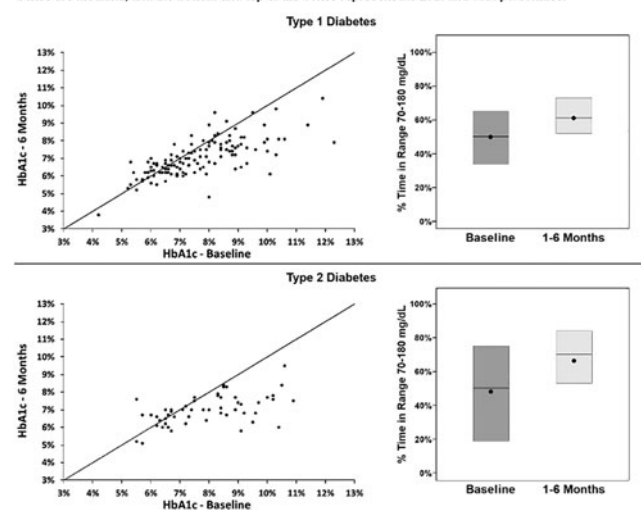 Type 1 Diabetes
HbA1c - 6 Months
13%
12%
11%
10%
9%
8%
7%
6%
5%
4%
3%
3% 4% 5% 6% 7% 8% 9% 10% 11% 12% 13%
HbA1c - Baseline
% Time in Range 70-180 mg/dL
100%
80%
60%
40%
20%
0%
Baseline 1-6 Months
Type 2 Diabetes
HbA1c - 6 Months
13%
12%
11%
10%
9%
8%
7%
6%
5%
4%
3%
3% 4% 5% 6% 7% 8% 9% 10% 11% 12% 13%
HbA1c - Baseline
% Time in Range 70-180 mg/dL
100%
80%
60%
40%
20%
0%
Baseline 1-6 Months